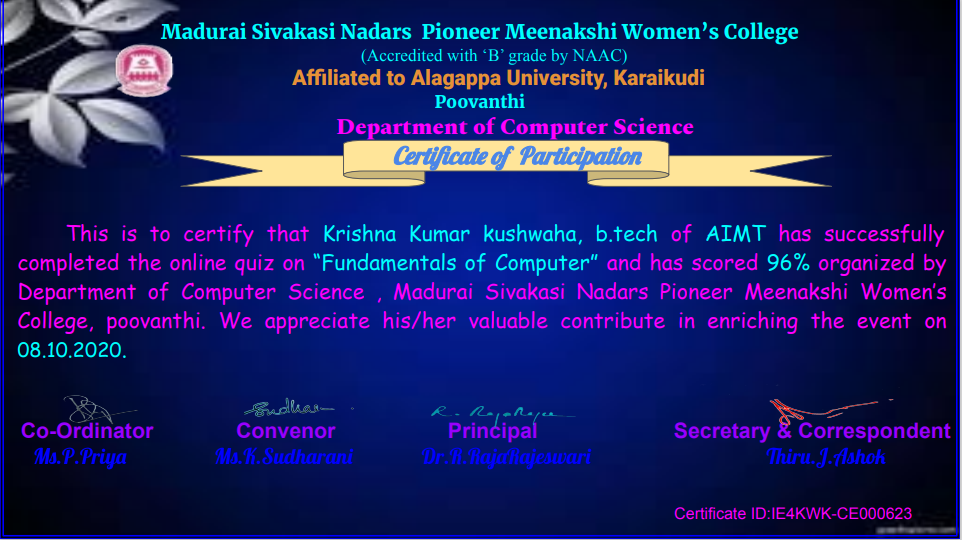 Madurai Sivakasi Nadars Pioneer Meenakshi Women’s College
(Accredited with ‘B’ grade by NAAC)
Affiliated to Alagappa University, Karaikudi
Poovanthi
Department of Computer Science
Certificate of Participation
This is to certify that Krishna Kumar kushwaha, b.tech of AIMT has successfully
completed the online quiz on “Fundamentals of Computer” and has scored 96% organized by
Department of Computer Science , Madurai Sivakasi Nadars Pioneer Meenakshi Women’s
College, poovanthi. We appreciate his/her valuable contribute in enriching the event on
08.10.2020.
Co-Ordinator Convenor Principal Secretary & Correspondent
Ms.P.Priya Ms.K.Sudharani Dr.R.RajaRajeswari Thiru.J.Ashok
Certificate ID:IE4KWK-CE000623